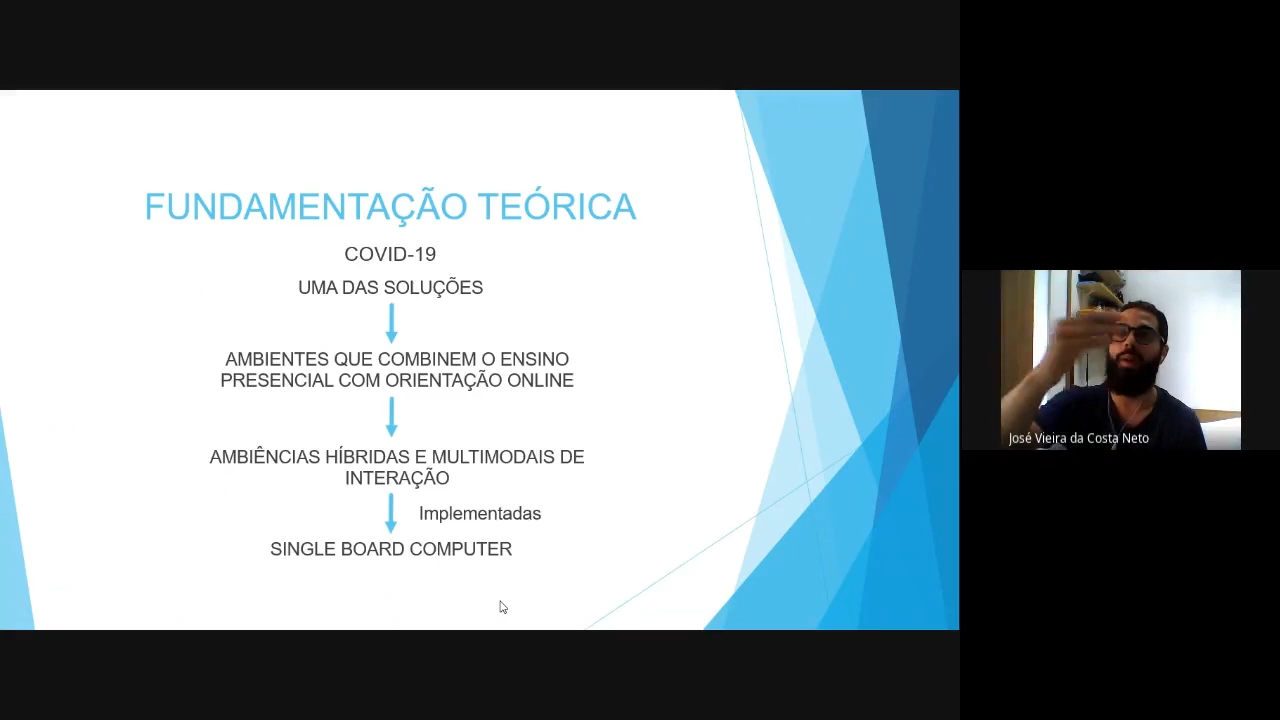 FUNDAMENTAÇÃO TEÓRICA
COVID-19
UMA DAS SOLUÇÕES
AMBIENTES QUE COMBINEM O ENSINO
PRESENCIAL COM ORIENTAÇÃO ONLINE
AMBIÊNCIAS HÍBRIDAS E MULTIMODAIS DE
INTERAÇÃO
Implementadas
SINGLE BOARD COMPUTER
José Vieira da Costa Neto